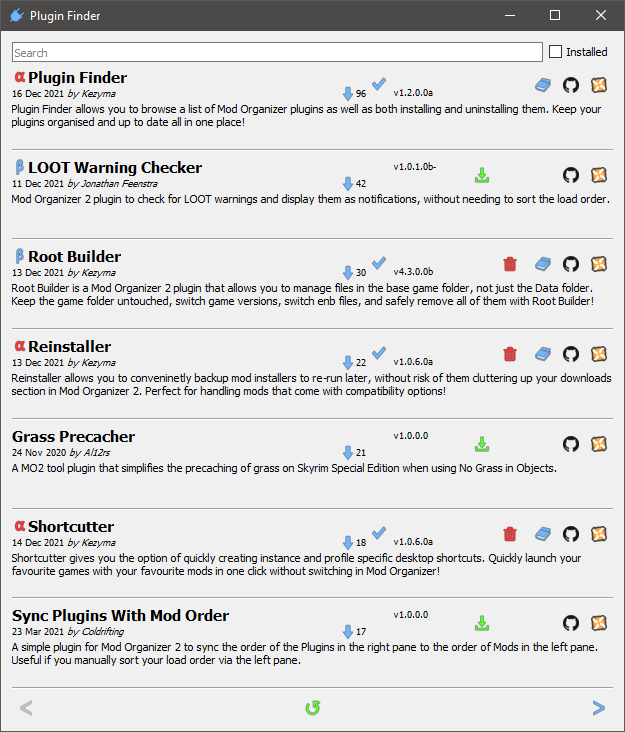 Plugin Finder
Search
Installed
α Plugin Finder
16 Dec 2021 by Kezyma
96
v1.2.0.0a
Plugin Finder allows you to browse a list of Mod Organizer plugins as well as both installing and uninstalling them. Keep your
plugins organised and up to date all in one place!
β LOOT Warning Checker
11 Dec 2021 by Jonathan Feenstra
42
v1.0.1.0b-
Mod Organizer 2 plugin to check for LOOT warnings and display them as notifications, without needing to sort the load order.
β Root Builder
13 Dec 2021 by Kezyma
30
v4.3.0.0b
Root Builder is a Mod Organizer 2 plugin that allows you to manage files in the base game folder, not just the Data folder.
Keep the game folder untouched, switch game versions, switch enb files, and safely remove all of them with Root Builder!
α Reinstaller
13 Dec 2021 by Kezyma
22
v1.0.6.0a
Reinstaller allows you to conveninetly backup mod installers to re-run later, without risk of them cluttering up your downloads
section in Mod Organizer 2. Perfect for handling mods that come with compatibility options!
Grass Precacher
24 Nov 2020 by Al12rs
21
v1.0.0.0
A MO2 tool plugin that simplifies the precaching of grass on Skyrim Special Edition when using No Grass in Objects.
α Shortcutter
14 Dec 2021 by Kezyma
18
v1.0.6.0a
Shortcutter gives you the option of quickly creating instance and profile specific desktop shortcuts. Quickly launch your
favourite games with your favourite mods in one click without switching in Mod Organizer!
Sync Plugins With Mod Order
23 Mar 2021 by Coldrifting
17
v1.0.0.0
A simple plugin for Mod Organizer 2 to sync the order of the Plugins in the right pane to the order of Mods in the left pane.
Useful if you manually sort your load order via the left pane.